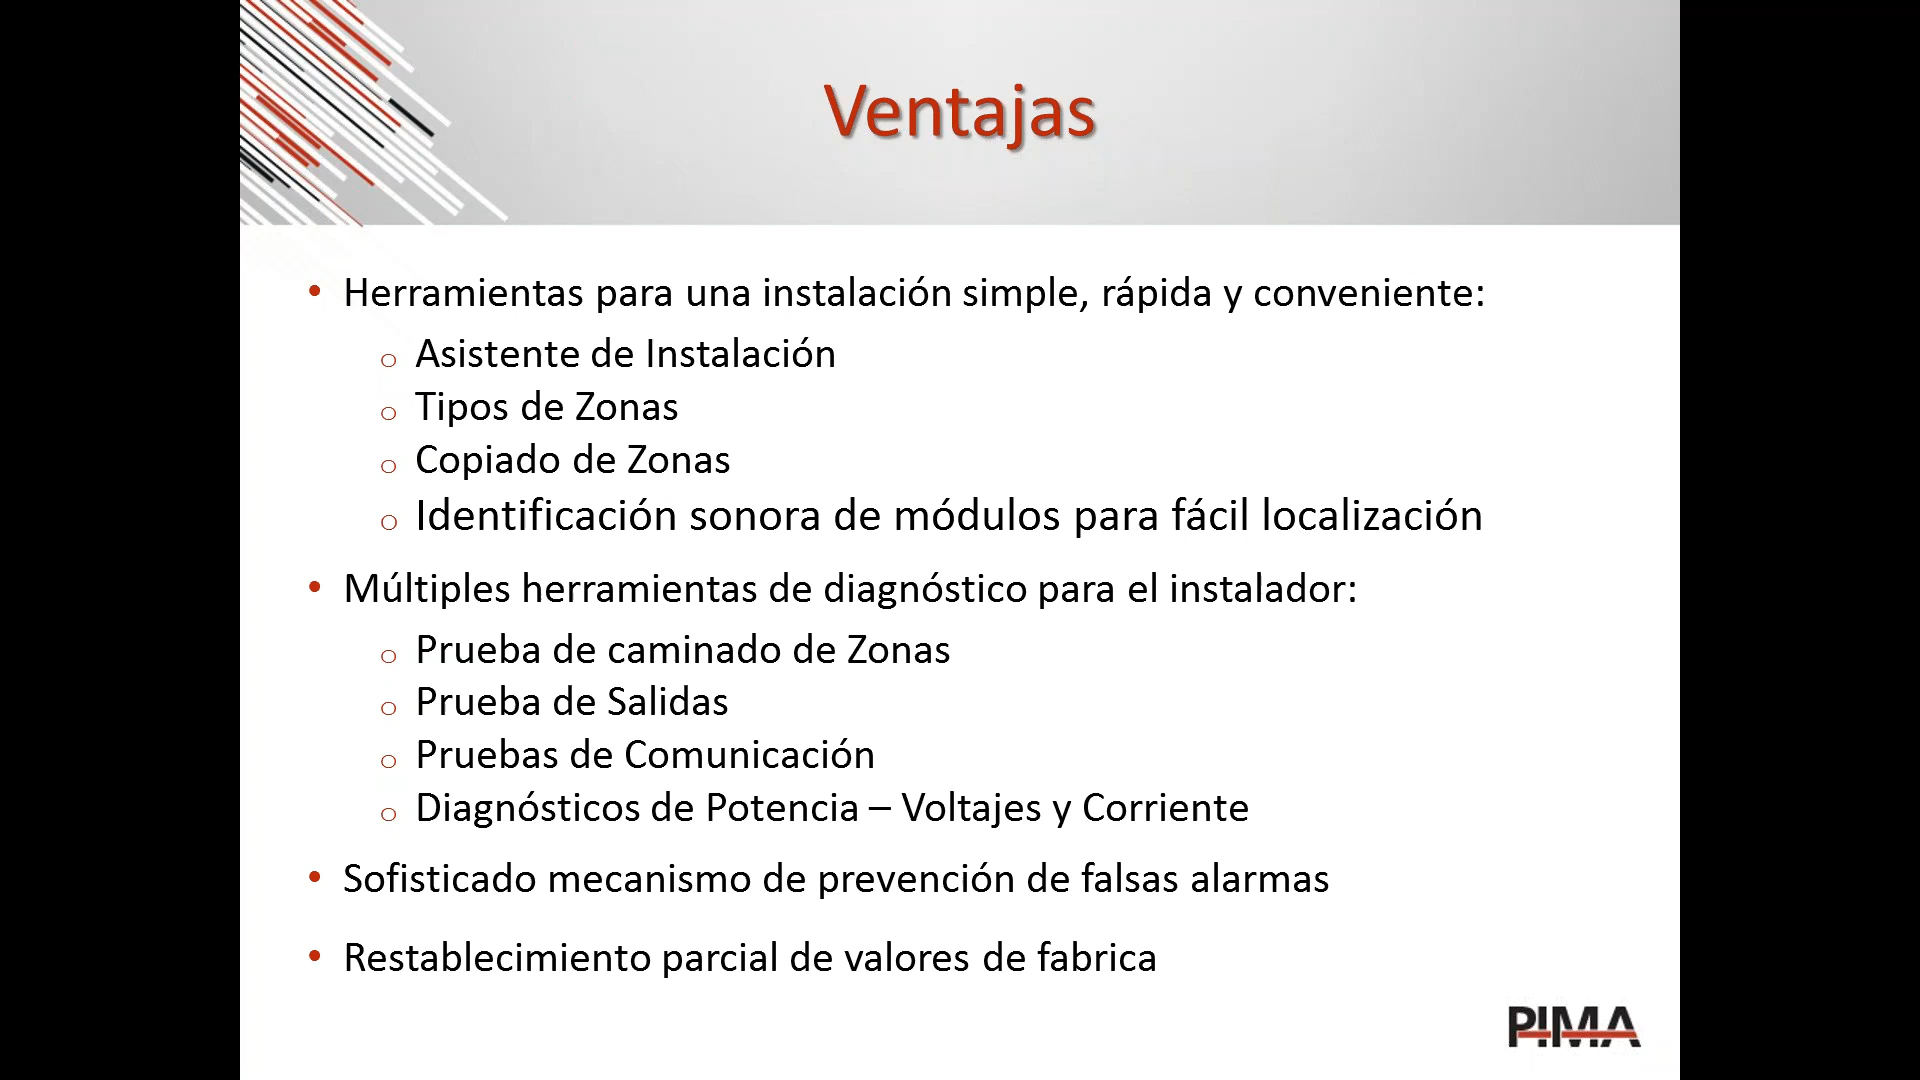 Ventajas
• Herramientas para una instalación simple, rápida y conveniente:
o Asistente de Instalación
o Tipos de Zonas
o Copiado de Zonas
o Identificación sonora de módulos para fácil localización
• Múltiples herramientas de diagnóstico para el instalador:
o Prueba de caminado de Zonas
o Prueba de Salidas
o Pruebas de Comunicación
o Diagnósticos de Potencia – Voltajes y Corriente
• Sofisticado mecanismo de prevención de falsas alarmas
• Restablecimiento parcial de valores de fabrica
PIMA